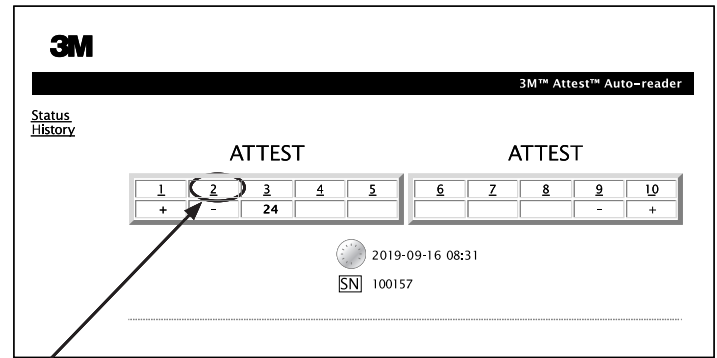 3M
3M™ Attest™ Auto-reader
Status
History
ATTEST ATTEST
1 2 3 4 5 6 7 8 9 10
+ - 24 - +
2019-09-16 08:31
SN 100157